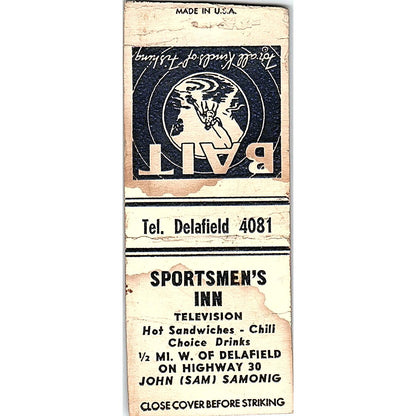 MADE IN U.S.A.
For all Kinds of Fishing
BAIT
Tel. Delafield 4081
SPORTSMEN'S
INN
TELEVISION
Hot Sandwiches - Chili
Choice Drinks
½ MI. W. OF DELAFIELD
ON HIGHWAY 30
JOHN (SAM) SAMONIG
CLOSE COVER BEFORE STRIKING